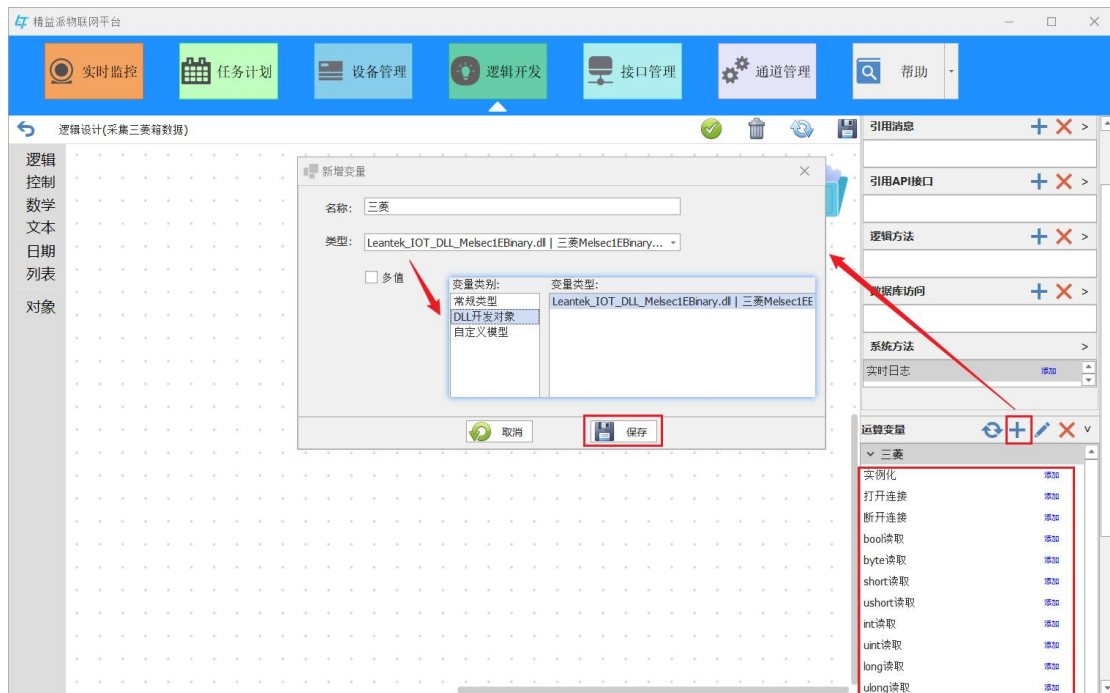 精益派物联网平台
实时监控
任务计划
设备管理
逻辑开发
接口管理
通道管理
帮助
逻辑设计(采集三菱箱数据)
逻辑
控制
数学
文本
日期
列表
对象
新增变量
名称: 三菱
类型: Leantek_IOT_DLL_Melsec1EBinary.dll | 三菱Melsec1EBinary...
多值
变量类别:
常规类型
DLL开发对象
自定义模型
变量类型:
Leantek_IOT_DLL_Melsec1EBinary.dll | 三菱Melsec1EE
取消
保存
引用消息
引用API接口
逻辑方法
数据库访问
系统方法
实时日志 添加
运算变量
三菱
实例化 添加
打开连接 添加
断开连接 添加
bool读取 添加
byte读取 添加
short读取 添加
ushort读取 添加
int读取 添加
uint读取 添加
long读取 添加
ulong读取 添加